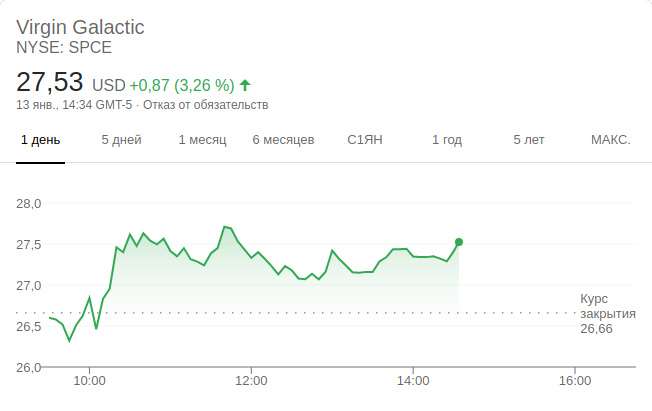 Virgin Galactic
NYSE: SPCE
27,53 USD +0,87 (3,26 %)
13 янв., 14:34 GMT-5 · Отказ от обязательств
1 день 5 дней 1 месяц 6 месяцев С1ЯН 1 год 5 лет МАКС.
28,0
27,5
27,0
26,5
26,0
Курс
закрытия
26,66
10:00 12:00 14:00 16:00